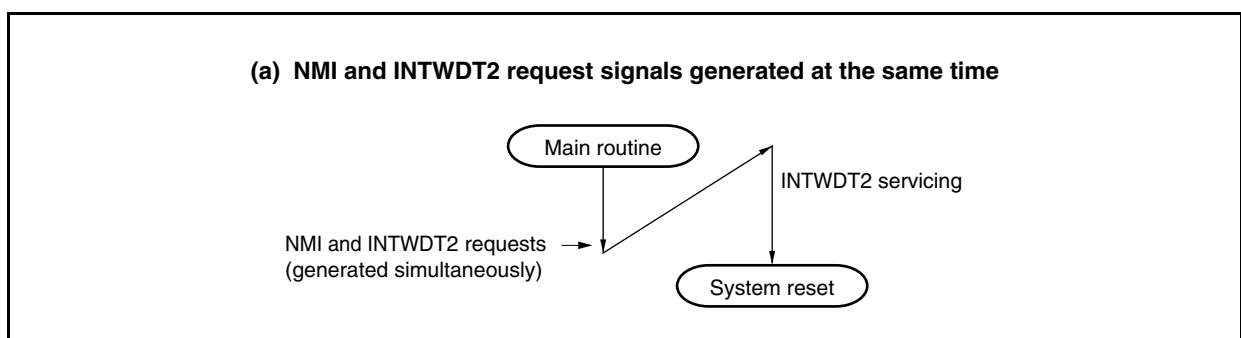 (a) NMI and INTWDT2 request signals generated at the same time
Main routine
INTWDT2 servicing
NMI and INTWDT2 requests
(generated simultaneously)
System reset